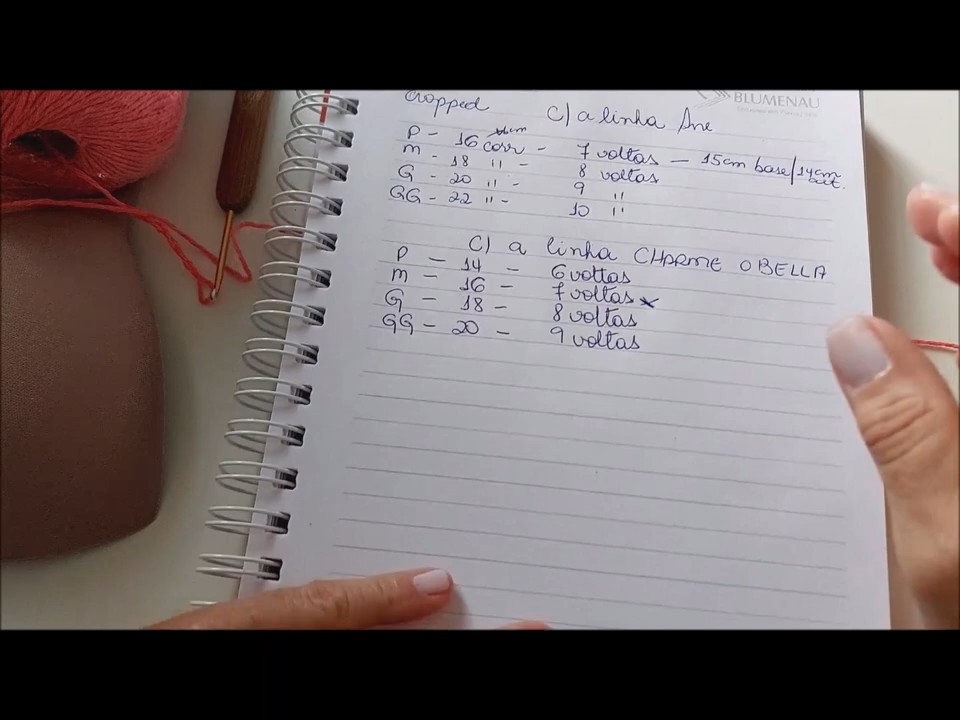 BLUMENAU
cropped C/ a linha Ane
P - 16 corr - 7 voltas - 15cm base/14cm
M - 18 " - 8 voltas
G - 20 " - 9 "
GG - 22 " - 10 "
C/ a linha CHARME O BELLA
P - 14 - 6 voltas
M - 16 - 7 voltas x
G - 18 - 8 voltas
GG - 20 - 9 voltas